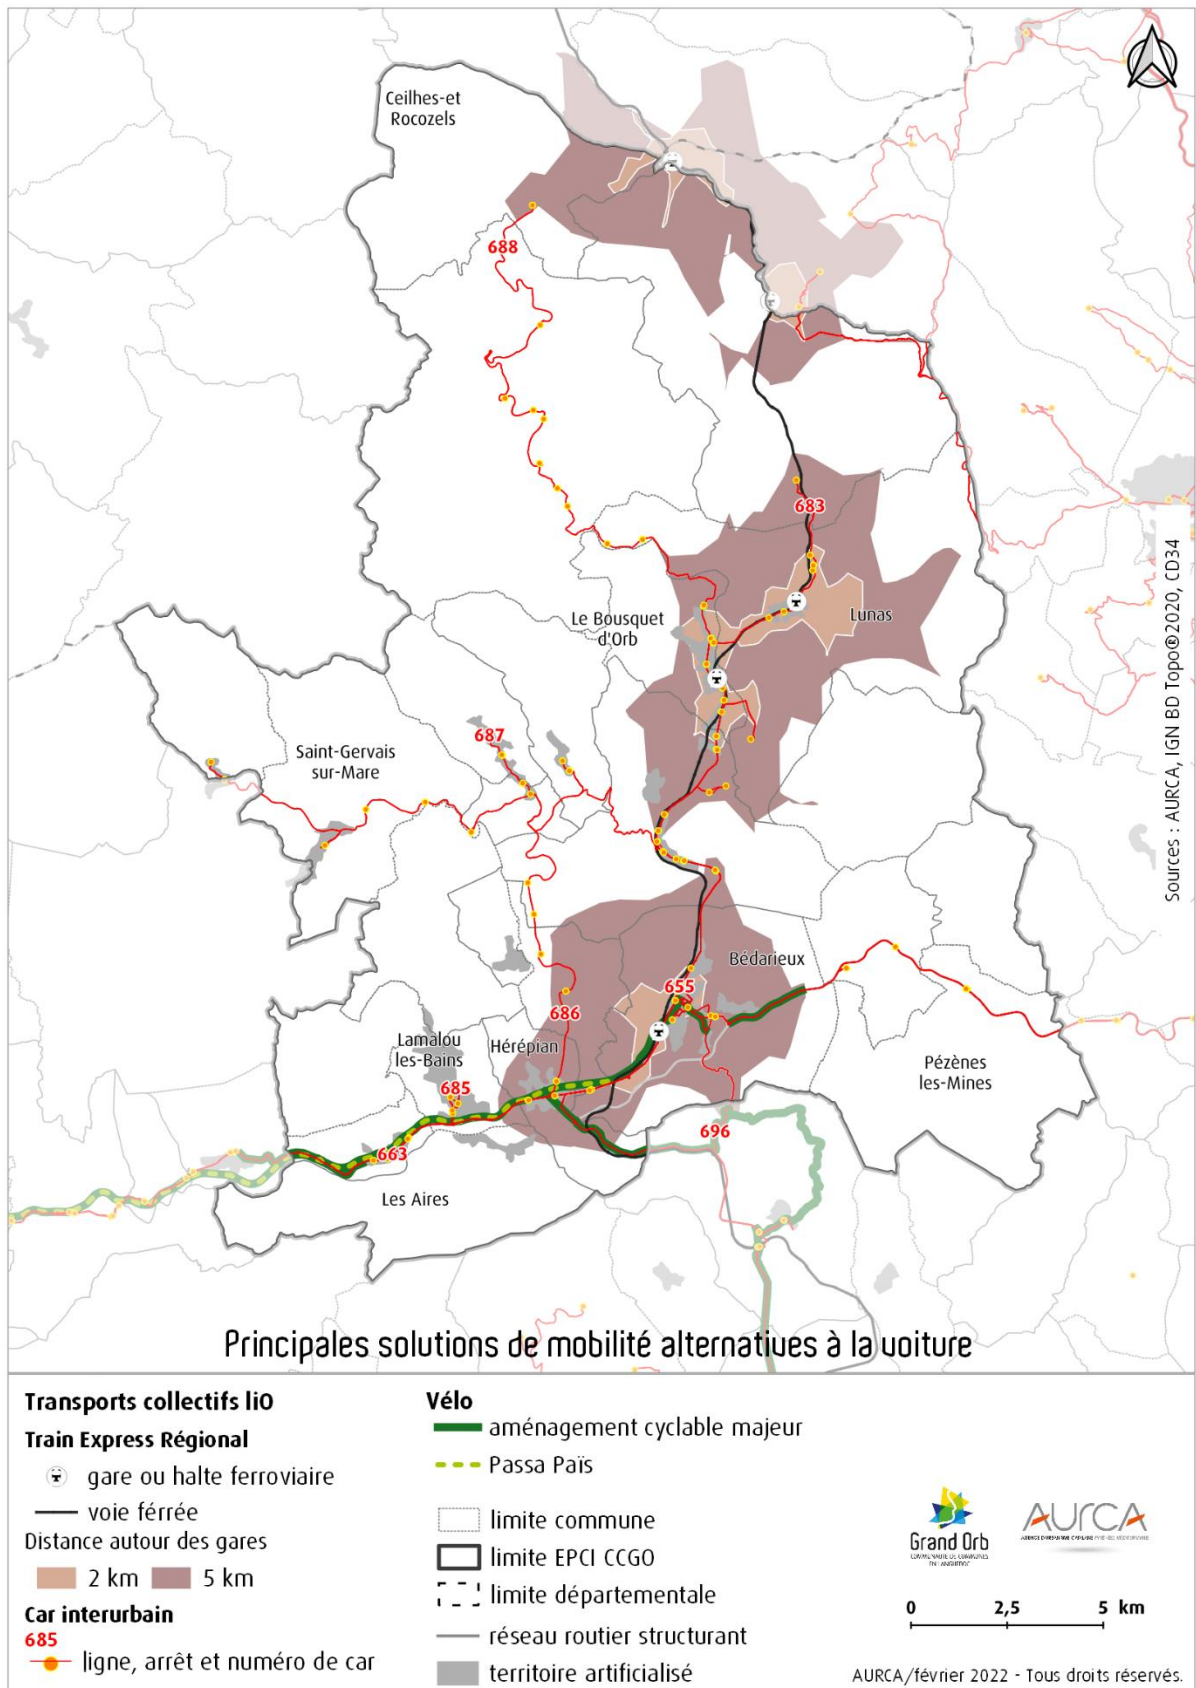 Ceilhes-et
Rocozels
688
683
Le Bousquet
d'Orb
Lunas
687
Saint-Gervais
sur-Mare
Bédarieux
655
686
Lamalou
les-Bains
Hérépian
685
Pézènes
les-Mines
696
663
Les Aires
Sources : AURCA, IGN BD Topo®2020, CD34
Principales solutions de mobilité alternatives à la voiture
Transports collectifs liO
Train Express Régional
gare ou halte ferroviaire
voie férrée
Distance autour des gares
2 km 5 km
Car interurbain
685
ligne, arrêt et numéro de car
Vélo
aménagement cyclable majeur
Passa Païs
limite commune
limite EPCI CCGO
limite départementale
réseau routier structurant
territoire artificialisé
Grand Orb
COMMUNAUTÉ DE COMMUNES
EN LANGUEDOC
AURCA
0 2,5 5 km
AURCA/février 2022 - Tous droits réservés.